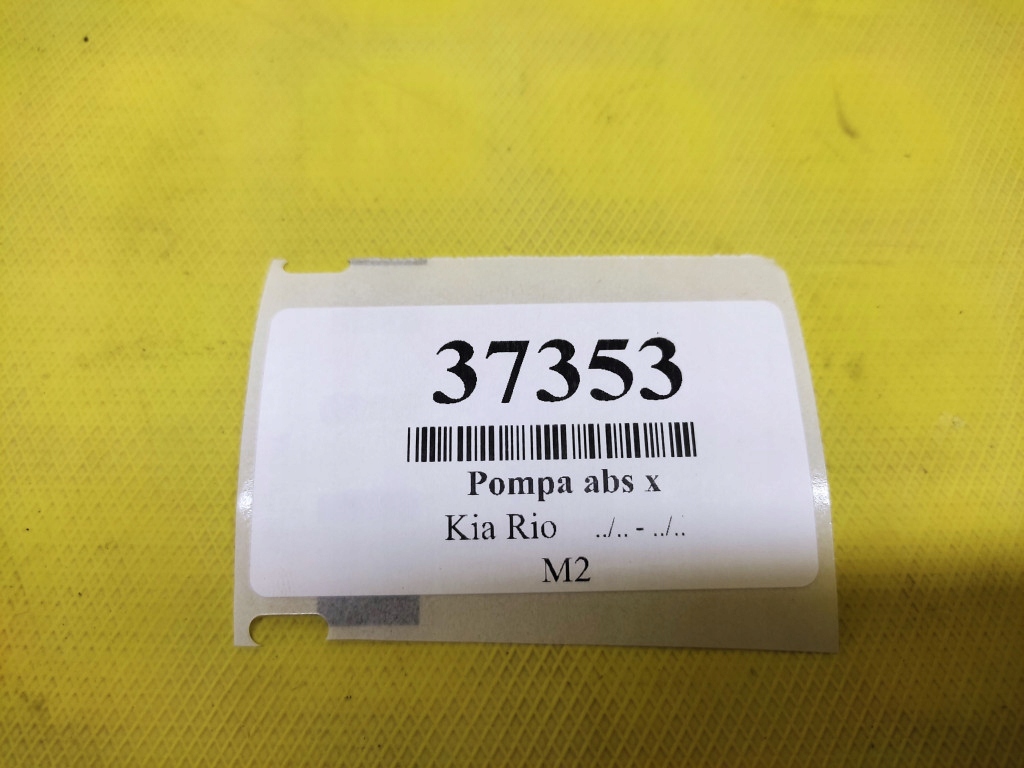 37353
Pompa abs x
Kia Rio ../.. - ../..
M2